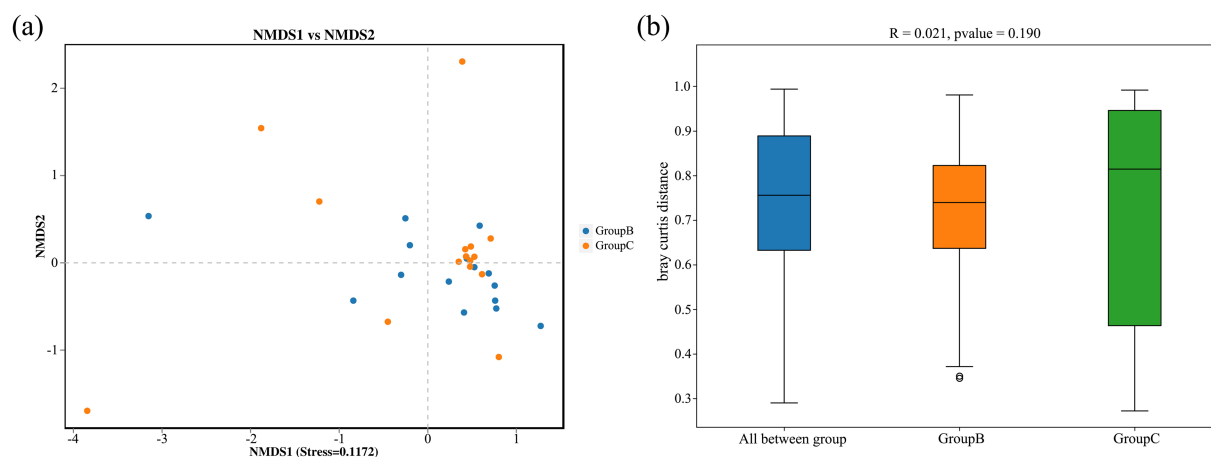 (a)
NMDS1 vs NMDS2
NMDS2
2
1
0
-1
-4
-3
-2
-1
0
1
NMDS1 (Stress=0.1172)
GroupB
GroupC
(b)
R = 0.021, pvalue = 0.190
bray curtis distance
1.0
0.9
0.8
0.7
0.6
0.5
0.4
0.3
All between group
GroupB
GroupC